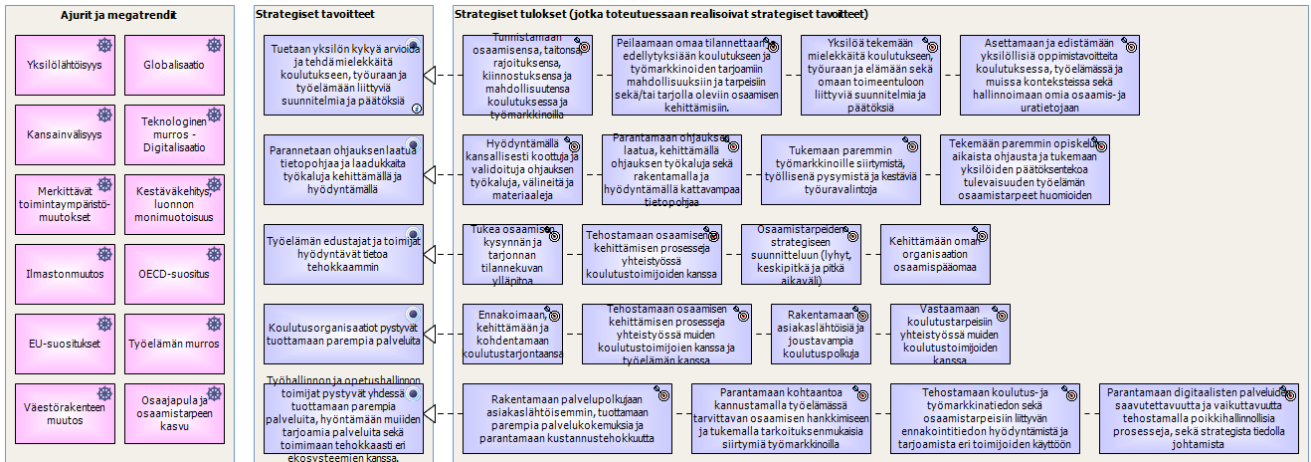 Ajurit ja megatrendit
Yksilölähtöisyys
Globalisaatio
Kansainvälisyys
Teknologinen
murros -
Digitalisaatio
Merkittävät
toimintaympäristö-
muutokset
Kestäväkehitys,
luonnon
monimuotoisuus
Ilmastonmuutos
OECD-suositus
EU-suositukset
Työelämän murros
Väestörakenteen
muutos
Osaajapula ja
osaamistarpeen
kasvu
Strategiset tavoitteet
Tuetaan yksilön kykyä arvioida
ja tehdä mielekkäitä
koulutukseen, työuraan ja
työelämään liittyviä
suunnitelmia ja päätöksiä
Parannetaan ohjauksen laatua
tietopohjaa ja laadukkaita
työkaluja kehittämällä ja
hyödyntämällä
Työelämän edustajat ja toimijat
hyödyntävät tietoa
tehokkaammin
Koulutusorganisaatiot pystyvät
tuottamaan parempia palveluita
Työhallinnon ja opetushallinnon
toimijat pystyvät yhdessä
tuottamaan parempia
palveluita, hyöntämään muiden
tarjoamia palveluita sekä
toimimaan tehokkaasti eri
ekosysteemien kanssa.
Strategiset tulokset (jotka toteutuessaan realisoivat strategiset tavoitteet)
Tunnistamaan
osaamisensa, taitonsa,
rajoituksensa,
kiinnostuksensa ja
mahdollisuutensa
koulutuksessa ja
työmarkkinoilla
Peilaamaan omaa tilannettaan ja
edellytyksiään koulutukseen ja
työmarkkinoiden tarjoamiin
mahdollisuuksiin ja tarpeisiin
sekä/tai tarjolla oleviin osaamisen
kehittämisiin.
Yksilöä tekemään
mielekkäitä koulutukseen,
työuraan ja elämään sekä
omaan toimeentuloon
liittyviä suunnitelmia ja
päätöksiä
Asettamaan ja edistämään
yksilöllisiä oppimistavoitteita
koulutuksessa, työelämässä ja
muissa konteksteissa sekä
hallinnoimaan omia osaamis- ja
uratietojaan
Hyödyntämällä
kansallisesti koottuja ja
validoituja ohjauksen
työkaluja, välineitä ja
materiaaleja
Parantamaan ohjauksen
laatua, kehittämällä
ohjauksen työkaluja sekä
rakentamalla ja
hyödyntämällä kattavampaa
tietopohjaa
Tukemaan paremmin
työmarkkinoille siirtymistä,
työllisenä pysymistä ja kestäviä
työuravalintoja
Tekemään paremmin opiskelun
aikaista ohjausta ja tukemaan
yksilöiden päätöksentekoa
tulevaisuuden työelämän
osaamistarpeet huomioiden
Tukea osaamisen
kysynnän ja
tarjonnan
tilannekuvan
ylläpitoa
Tehostamaan osaamisen
kehittämisen prosesseja
yhteistyössä
koulutustoimijoiden kanssa
Osaamistarpeiden
strategiseen
suunnitteluun (lyhyt,
keskipitkä ja pitkä
aikaväli)
Kehittämään oman
organisaation
osaamispääomaa
Ennakoimaan,
kehittämään ja
kohdentamaan
koulutustarjontaansa
Tehostamaan osaamisen
kehittämisen prosesseja
yhteistyössä muiden
koulutustoimijoien kanssa ja
työelämän kanssa
Rakentamaan
asiakaslähtöisiä ja
joustavampia
koulutuspolkuja
Vastaamaan
koulutustarpeisiin
yhteistyössä muiden
koulutustoimijoiden
kanssa
Rakentamaan palvelupolkujaan
asiakaslähtöisemmin, tuottamaan
parempia palvelukokemuksia ja
parantamaan kustannustehokkuutta
Parantamaan kohtaantoa
kannustamalla työelämässä
tarvittavan osaamisen hankkimiseen
ja tukemalla tarkoituksenmukaisia
siirtymiä työmarkkinoilla
Tehostamaan koulutus- ja
työmarkkinatiedon sekä
osaamistarpeisiin liittyvän
ennakointitiedon hyödyntämistä ja
tarjoamista eri toimijoiden käyttöön
Parantamaan digitaalisten palveluiden
saavutettavuutta ja vaikuttavuutta
tehostamalla poikkihallinnollisia
prosesseja, sekä strategista tiedolla
johtamista